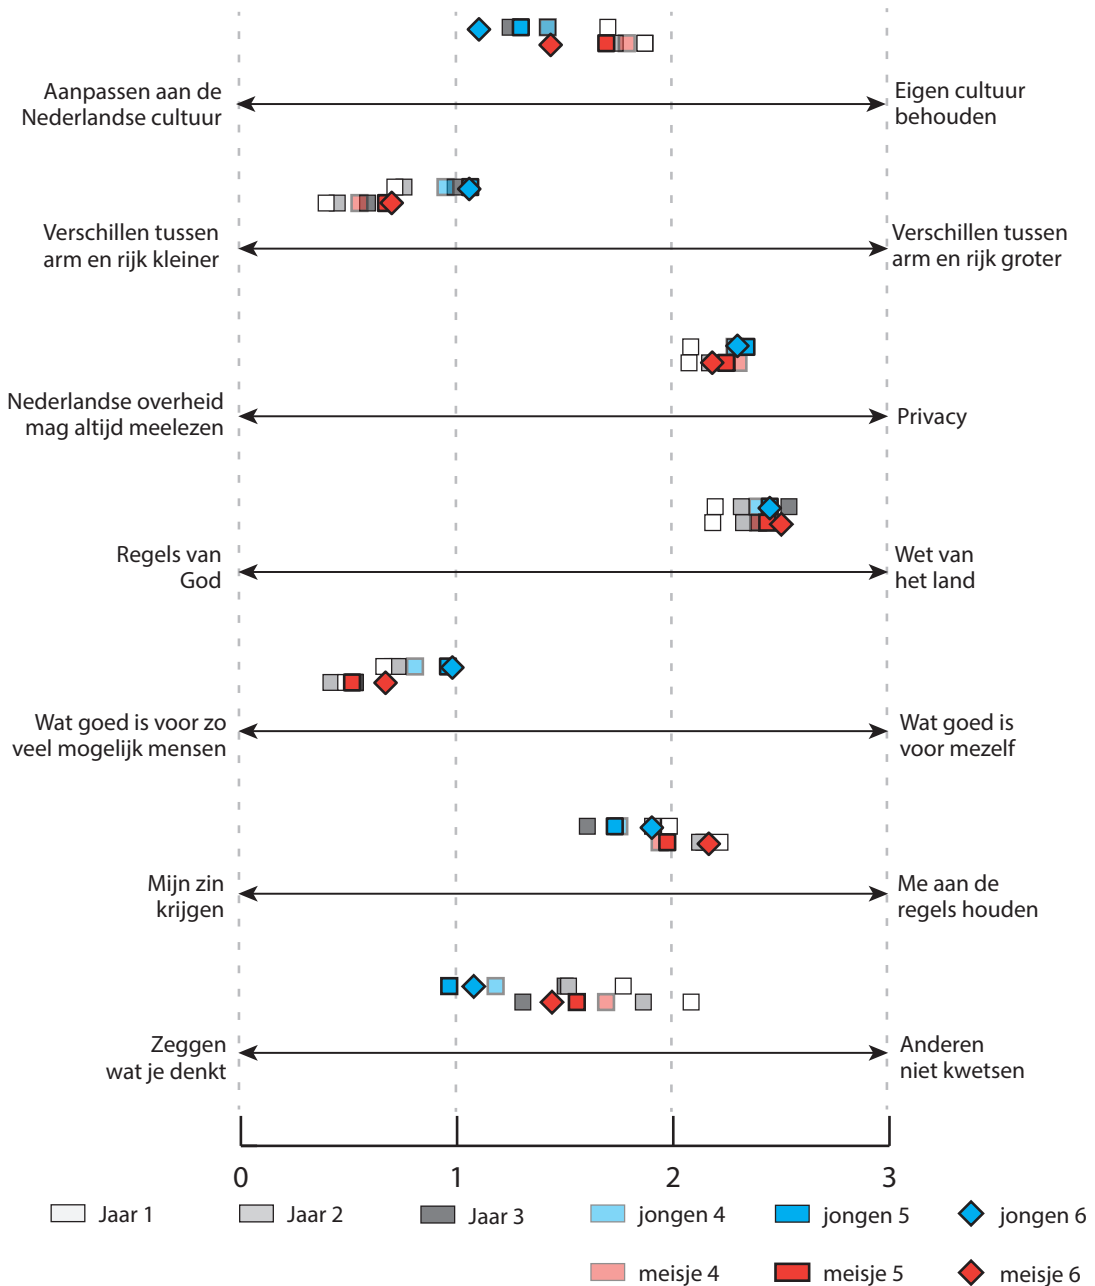 Aanpassen aan de
Nederlandse cultuur
Eigen cultuur
behouden
Verschillen tussen
arm en rijk kleiner
Verschillen tussen
arm en rijk groter
Nederlandse overheid
mag altijd meelezen
Privacy
Regels van
God
Wet van
het land
Wat goed is voor zo
veel mogelijk mensen
Wat goed is
voor mezelf
Mijn zin
krijgen
Me aan de
regels houden
Zeggen
wat je denkt
Anderen
niet kwetsen
0 1 2 3
Jaar 1 Jaar 2 Jaar 3 jongen 4 jongen 5 jongen 6
meisje 4 meisje 5 meisje 6